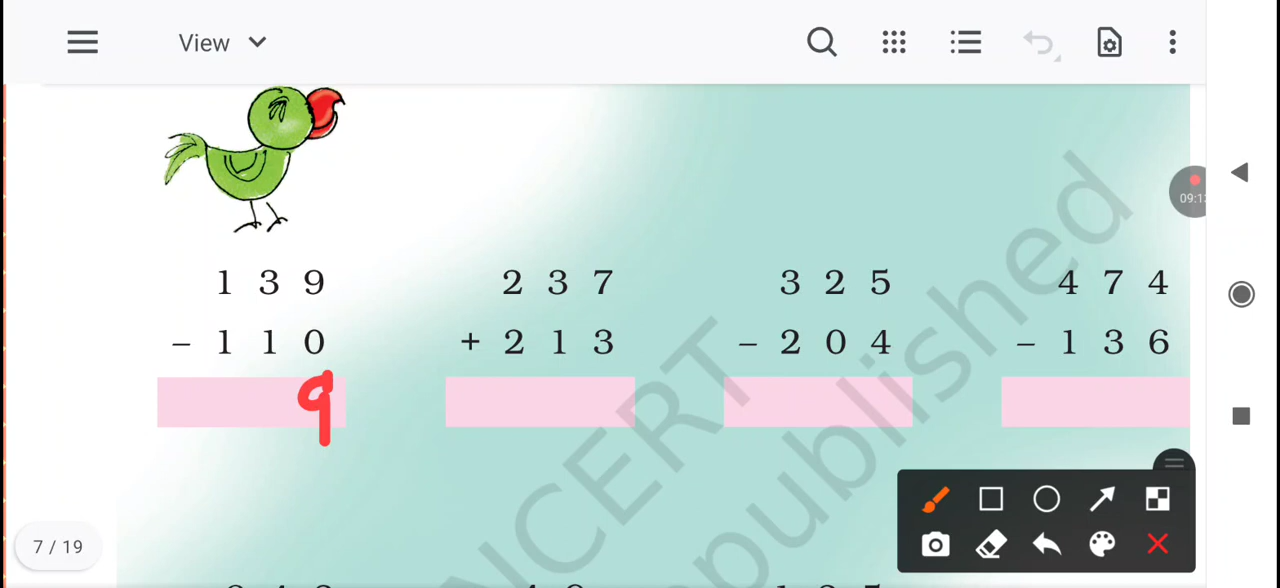 View
09:1
1 3 9 2 3 7 3 2 5 4 7 4
– 1 1 0 + 2 1 3 – 2 0 4 – 1 3 6
9
NCERT
published
7 / 19